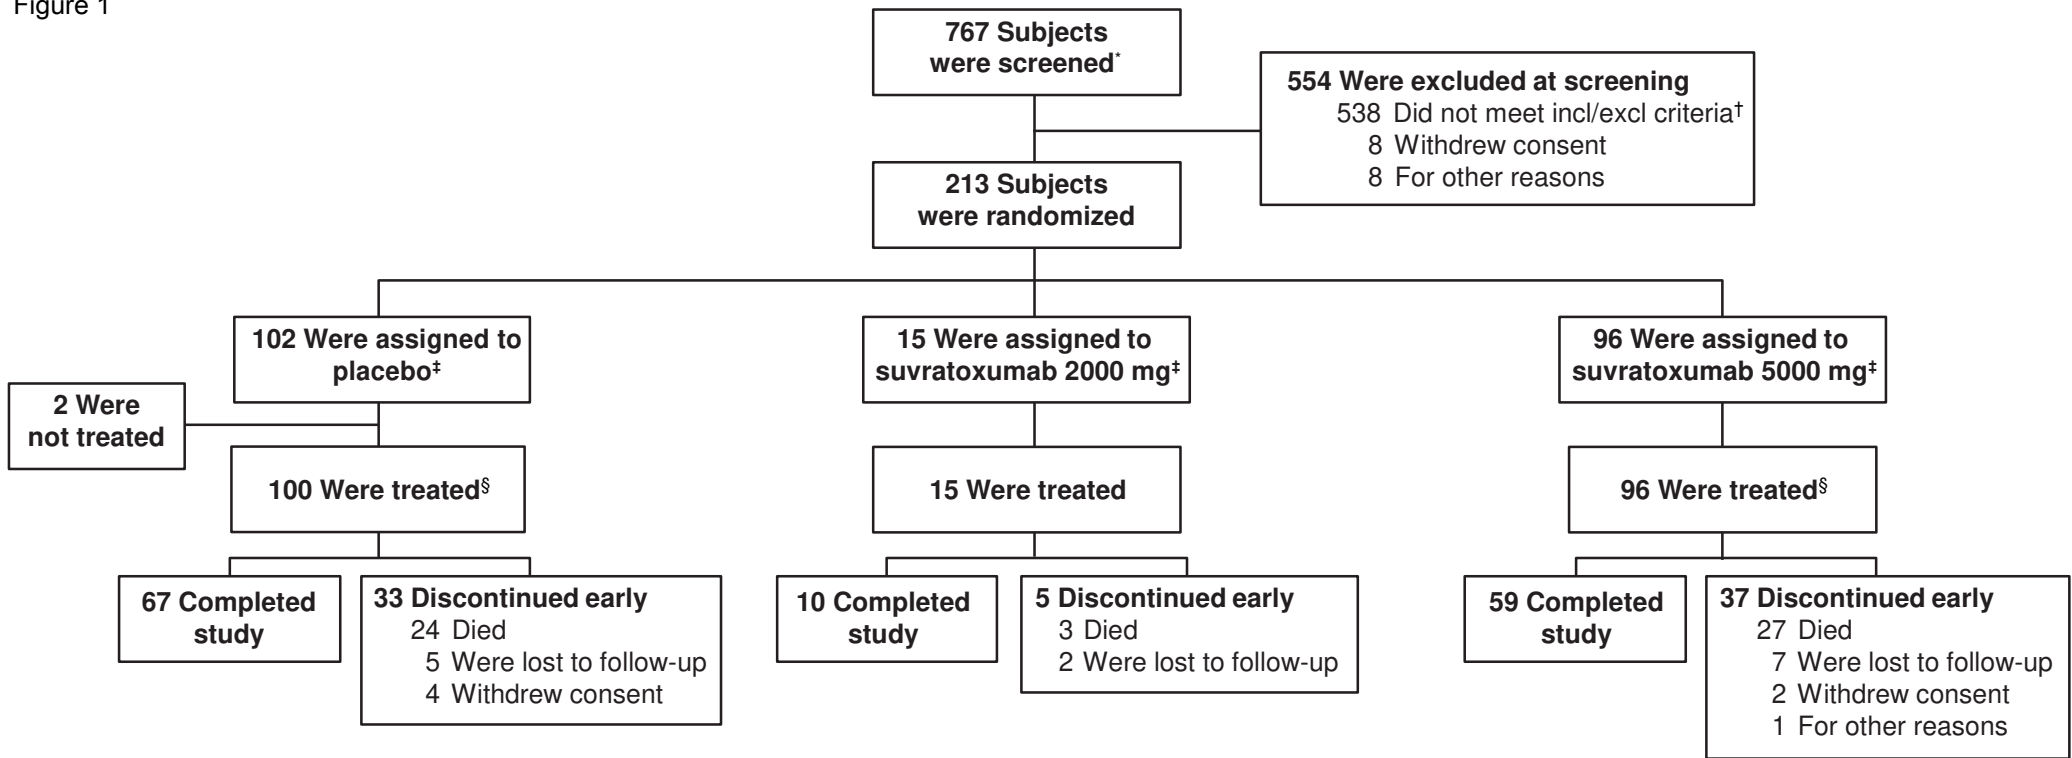 Figure 1
767 Subjects
were screened*
554 Were excluded at screening
538 Did not meet incl/excl criteria†
8 Withdrew consent
8 For other reasons
213 Subjects
were randomized
102 Were assigned to
placebo‡
15 Were assigned to
suvratoxumab 2000 mg‡
96 Were assigned to
suvratoxumab 5000 mg‡
2 Were
not treated
100 Were treated§
15 Were treated
96 Were treated§
67 Completed
study
33 Discontinued early
24 Died
5 Were lost to follow-up
4 Withdrew consent
10 Completed
study
5 Discontinued early
3 Died
2 Were lost to follow-up
59 Completed
study
37 Discontinued early
27 Died
7 Were lost to follow-up
2 Withdrew consent
1 For other reasons